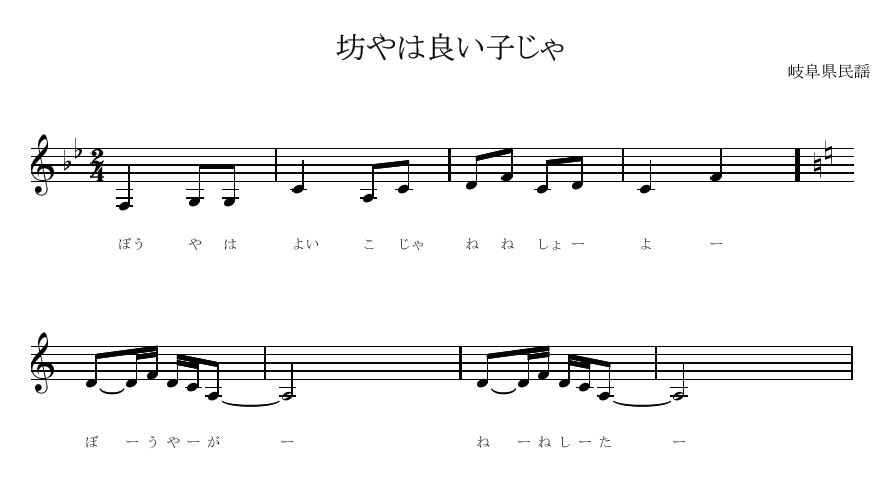 坊やは良い子じゃ
岐阜県民謡
2
4
ぼう や は よい こ じゃ ね ね しょ ー よ ー
ぼ ー う や ー が ー ね ー ね し ー た ー